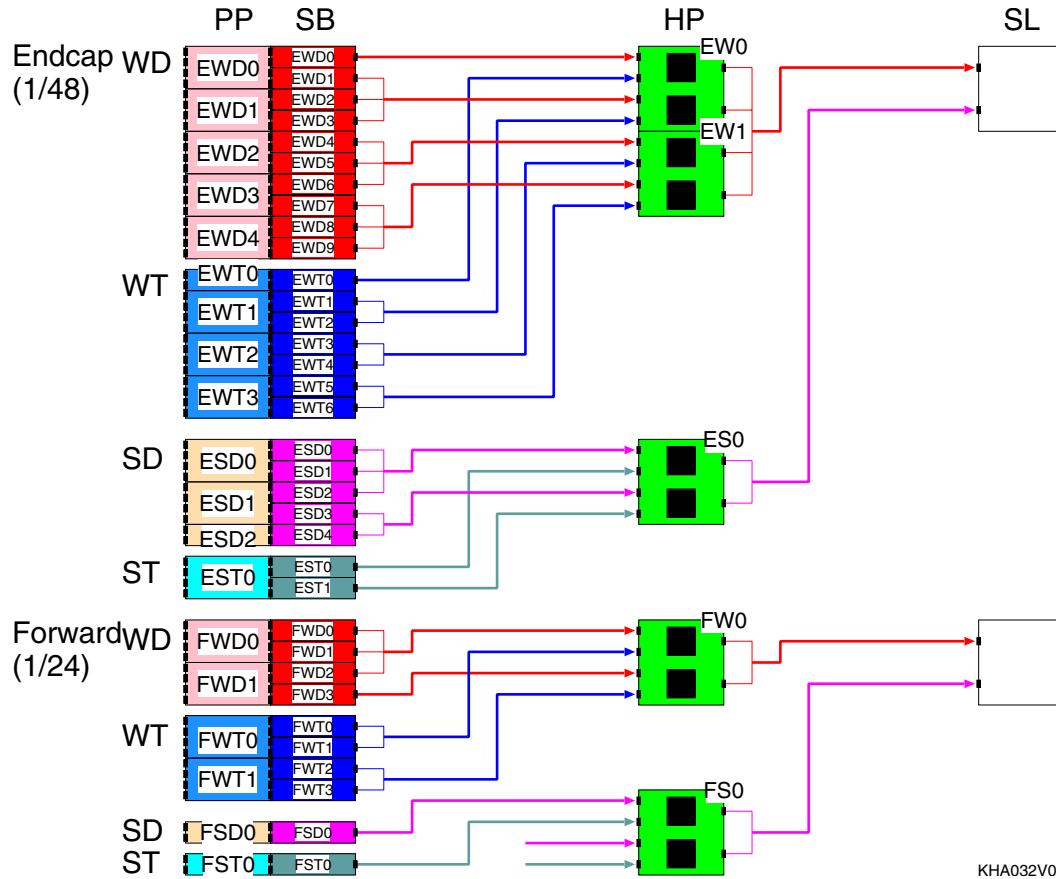 PP SB HP SL
Endcap
(1/48)
WD
EWD0
EWD1
EWD2
EWD3
EWD4
EWD0
EWD1
EWD2
EWD3
EWD4
EWD5
EWD6
EWD7
EWD8
EWD9
EW0
EW1
WT
EWT0
EWT1
EWT2
EWT3
EWT0
EWT1
EWT2
EWT3
EWT4
EWT5
EWT6
SD
ESD0
ESD1
ESD2
ESD0
ESD1
ESD2
ESD3
ESD4
ES0
ST
EST0
EST0
EST1
Forward
(1/24)
WD
FWD0
FWD1
FWD0
FWD1
FWD2
FWD3
FW0
WT
FWT0
FWT1
FWT0
FWT1
FWT2
FWT3
FS0
SD
FSD0
FSD0
ST
FST0
FST0
KHA032V0